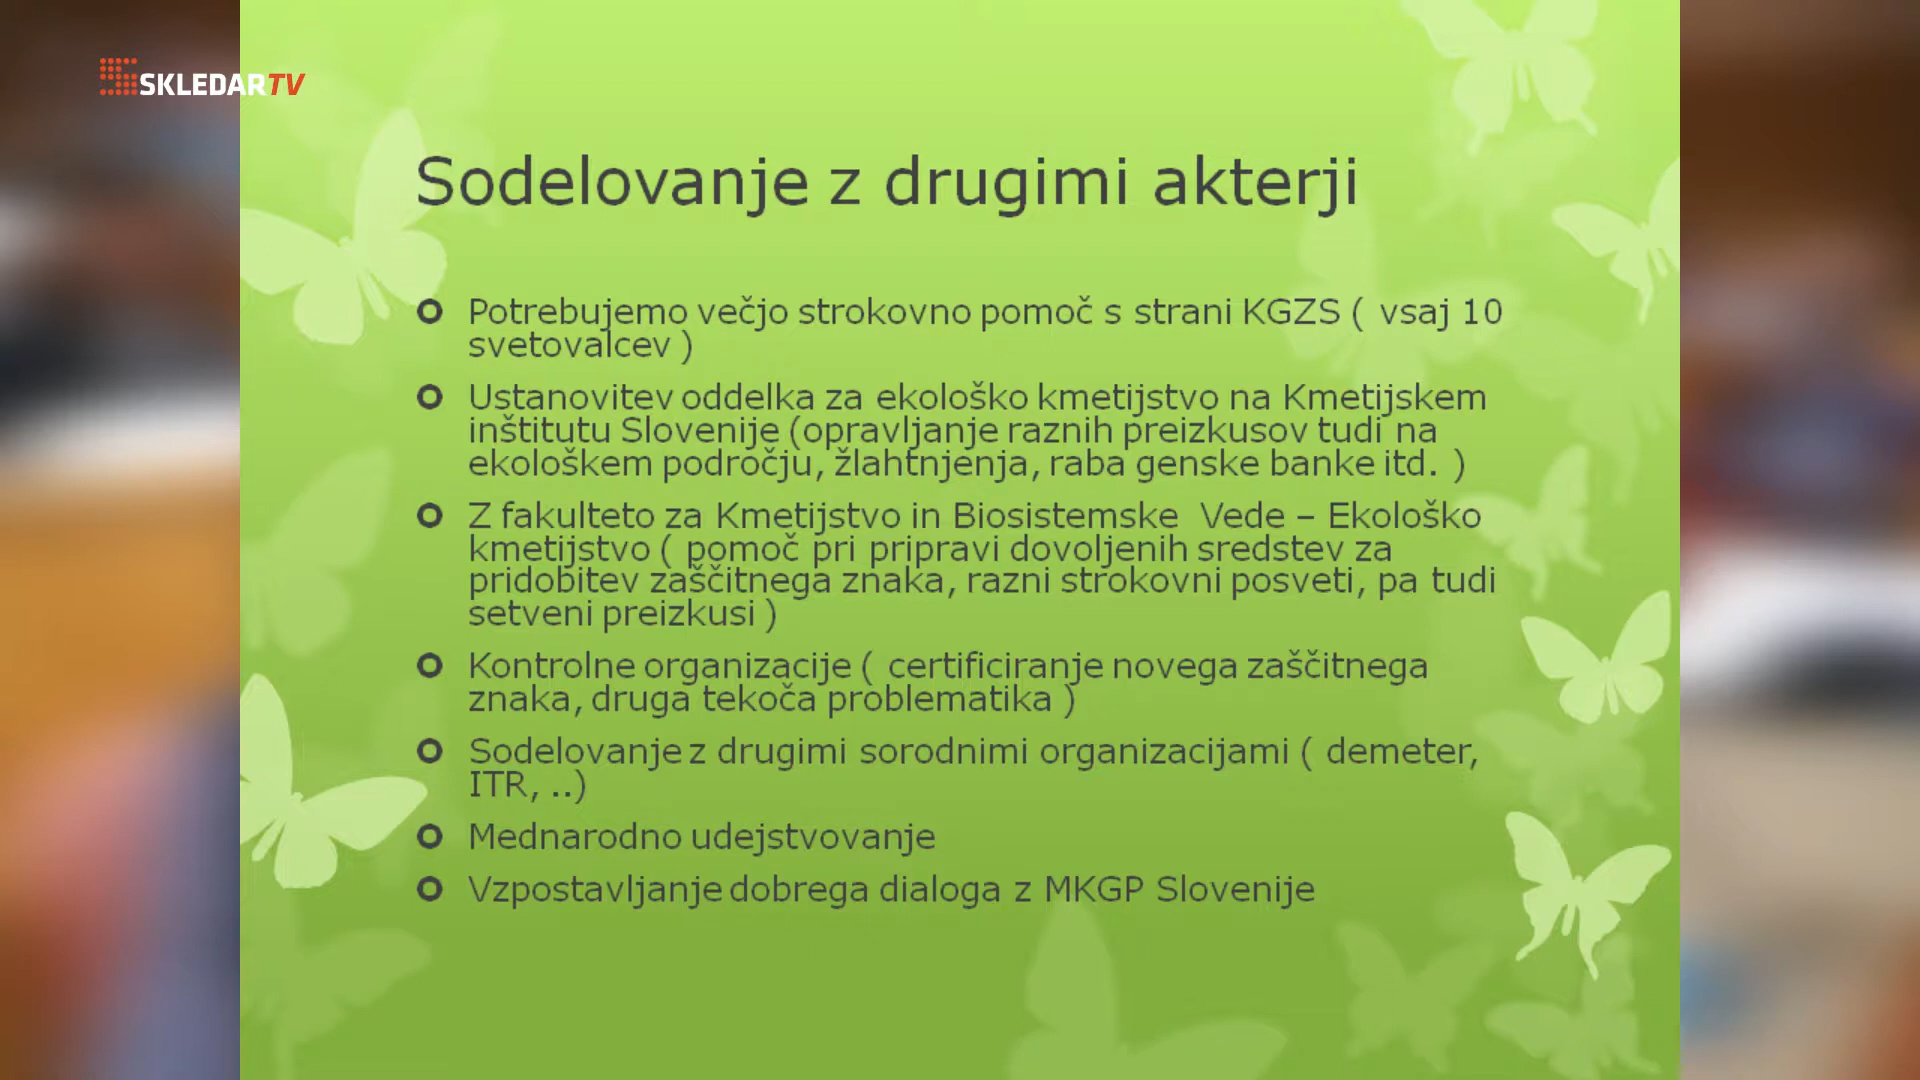 SKLEDARTV
Sodelovanje z drugimi akterji
Potrebujemo večjo strokovno pomoč s strani KGZS ( vsaj 10
svetovalcev )
Ustanovitev oddelka za ekološko kmetijstvo na Kmetijskem
inštitutu Slovenije (opravljanje raznih preizkusov tudi na
ekološkem področju, žlahtnjenja, raba genske banke itd. )
Z fakulteto za Kmetijstvo in Biosistemske Vede – Ekološko
kmetijstvo ( pomoč pri pripravi dovoljenih sredstev za
pridobitev zaščitnega znaka, razni strokovni posveti, pa tudi
setveni preizkusi )
Kontrolne organizacije ( certificiranje novega zaščitnega
znaka, druga tekoča problematika )
Sodelovanje z drugimi sorodnimi organizacijami ( demeter,
ITR, ..)
Mednarodno udejstvovanje
Vzpostavljanje dobrega dialoga z MKGP Slovenije